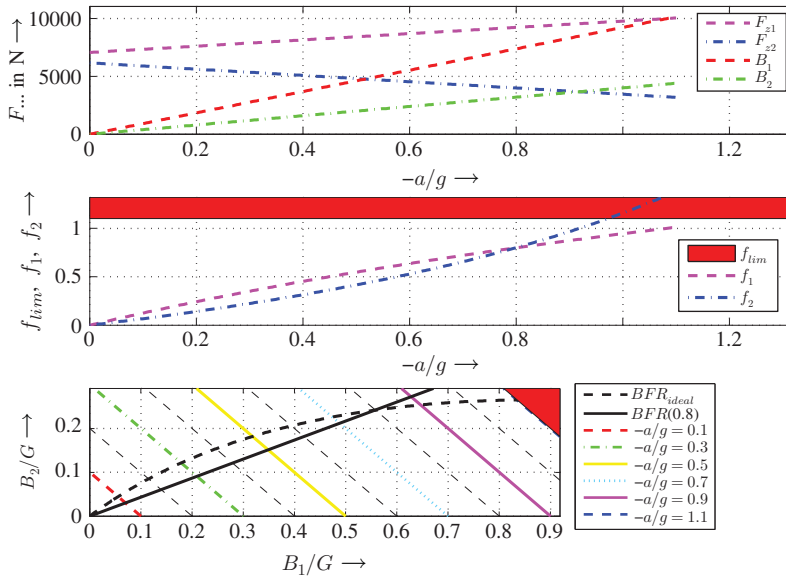 F... in N →
10000
5000
0
0
0.2
0.4
0.6
0.8
1
1.2
−a/g →
F_z1
F_z2
B_1
B_2
f_lim, f_1, f_2 →
1
0.5
0
0
0.2
0.4
0.6
0.8
1
1.2
−a/g →
f_lim
f_1
f_2
B_2/G →
0.2
0.1
0
0
0.1
0.2
0.3
0.4
0.5
0.6
0.7
0.8
0.9
B_1/G →
BFR_ideal
BFR(0.8)
−a/g = 0.1
−a/g = 0.3
−a/g = 0.5
−a/g = 0.7
−a/g = 0.9
−a/g = 1.1